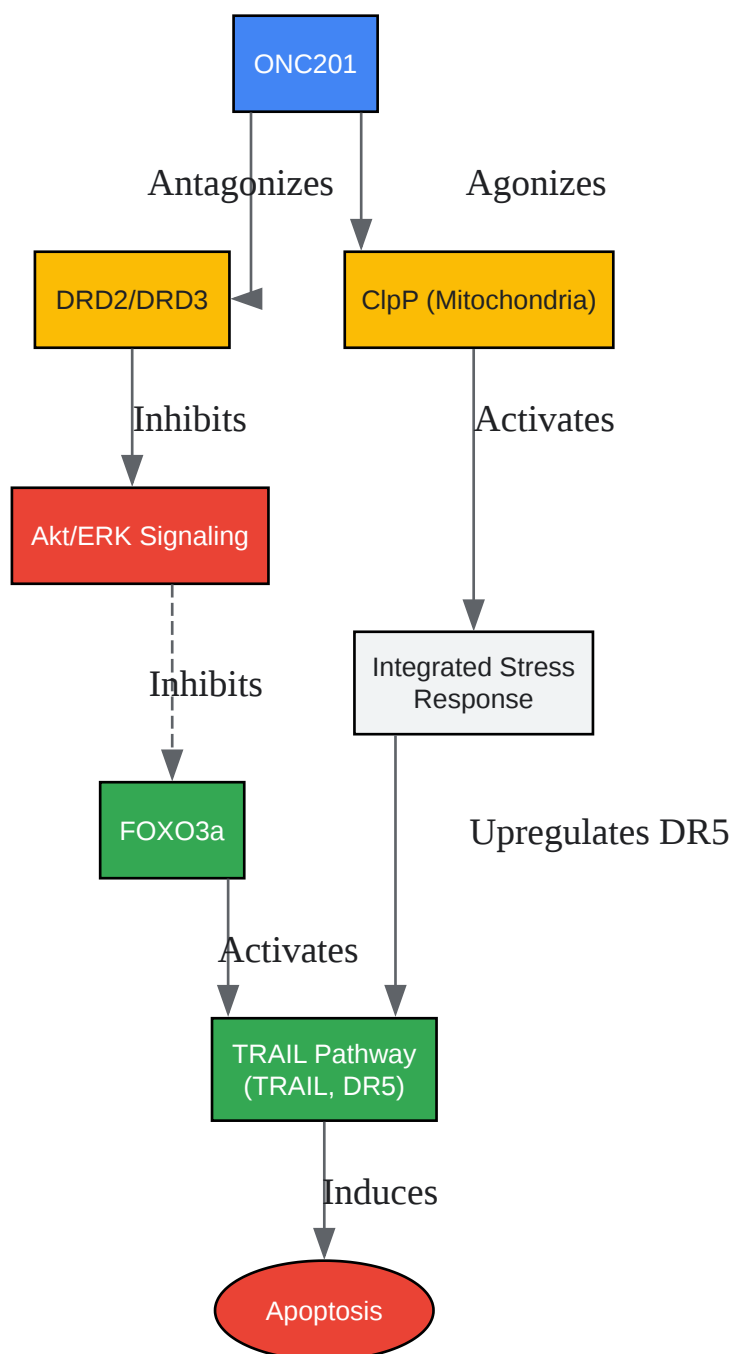 ONC201
Antagonizes
Agonizes
DRD2/DRD3
ClpP (Mitochondria)
Inhibits
Activates
Akt/ERK Signaling
Integrated Stress
Response
Inhibits
FOXO3a
Upregulates DR5
Activates
TRAIL Pathway
(TRAIL, DR5)
Induces
Apoptosis